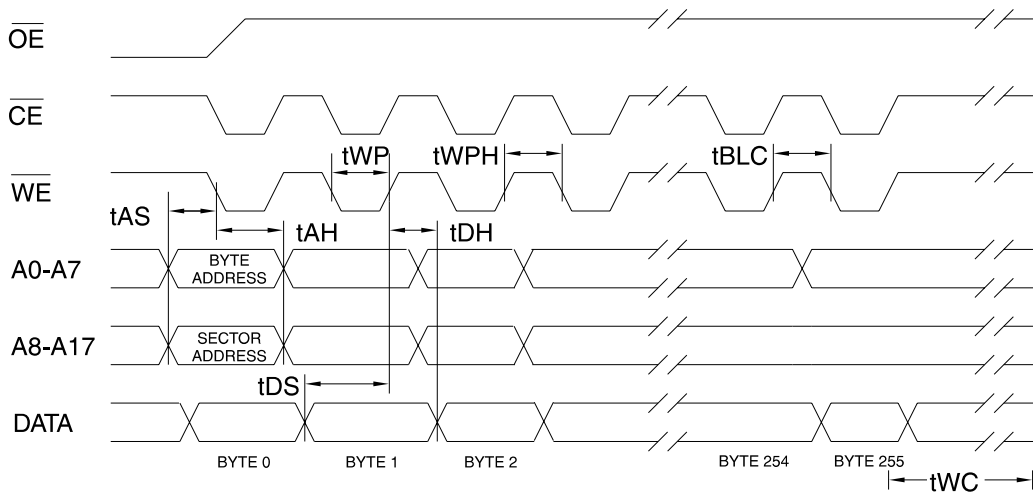 OE
CE
tWP tWPH tBLC
WE
tAS tAH tDH
A0-A7 BYTE ADDRESS
A8-A17 SECTOR ADDRESS
tDS
DATA
BYTE 0 BYTE 1 BYTE 2 BYTE 254 BYTE 255
tWC